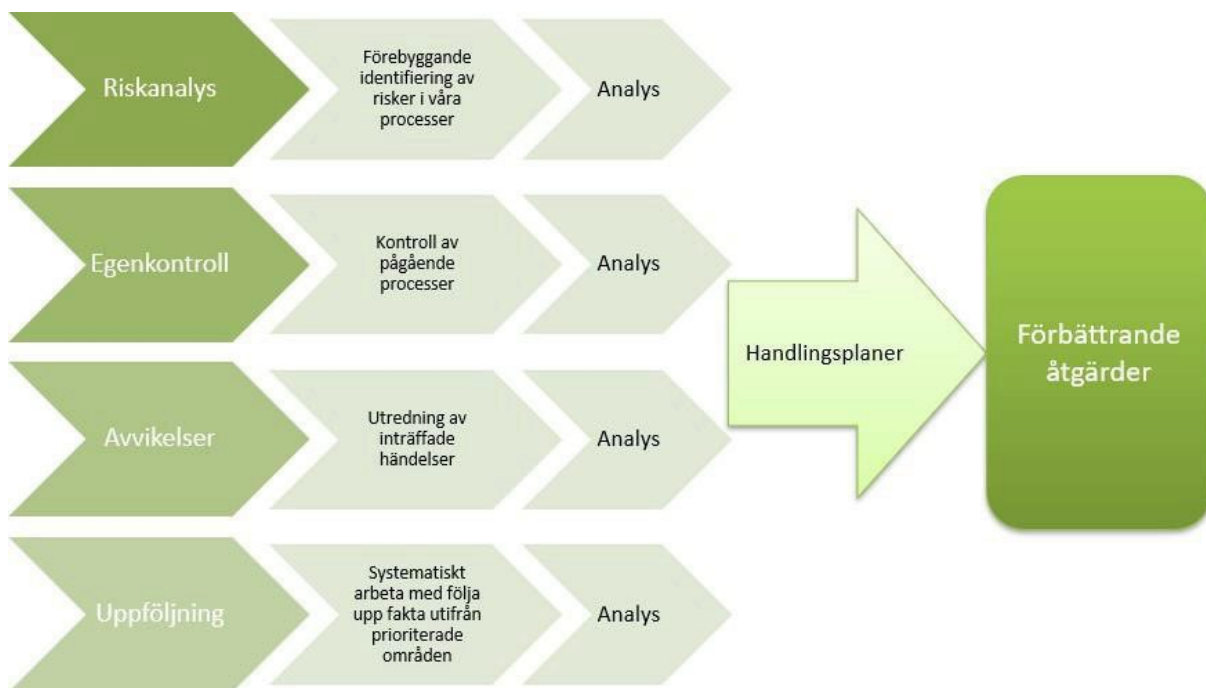 Riskanalys
Förebyggande
identifiering av
risker i våra
processer
Analys
Egenkontroll
Kontroll av
pågående
processer
Analys
Avvikelser
Utredning av
inträffade
händelser
Analys
Uppföljning
Systematiskt
arbeta med följa
upp fakta utifrån
prioriterade
områden
Analys
Handlingsplaner
Förbättrande
åtgärder